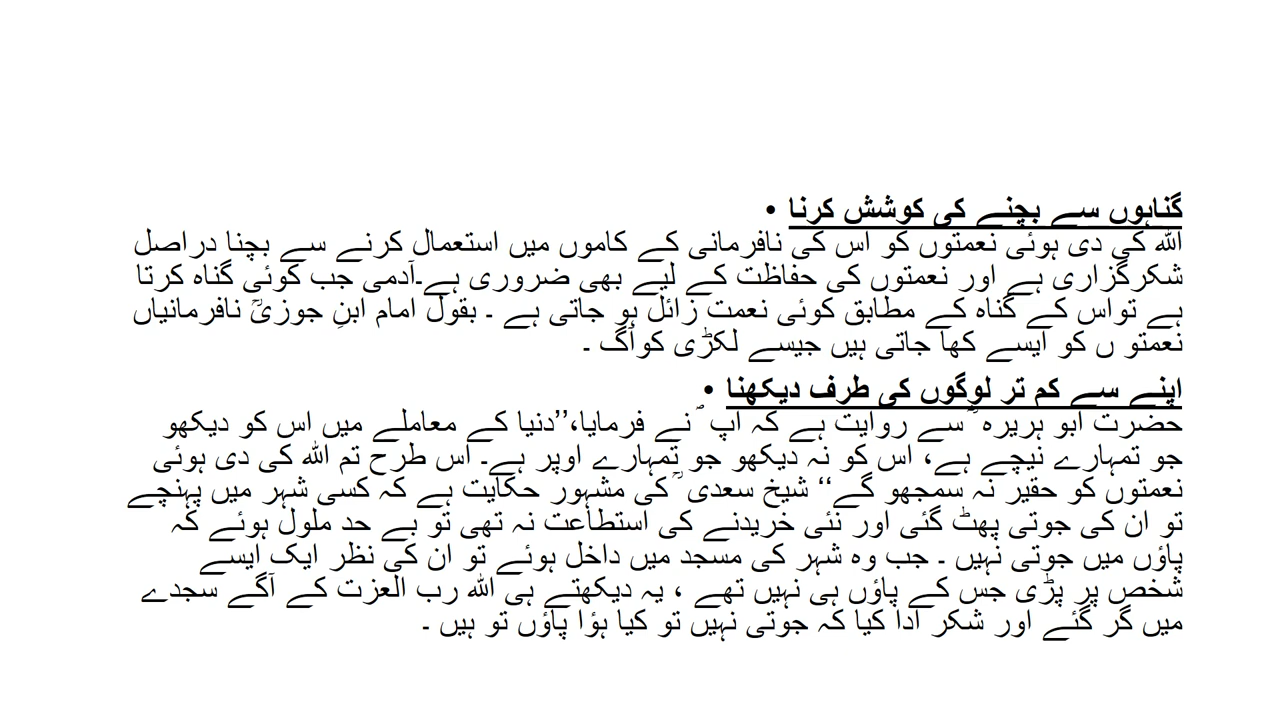 گناہوں سے بچنے کی کوشش کرنا •
اللہ کی دی ہوئی نعمتوں کو اس کی نافرمانی کے کاموں میں استعمال کرنے سے بچنا دراصل
شکرگزاری ہے اور نعمتوں کی حفاظت کے لیے بھی ضروری ہے۔آدمی جب کوئی گناہ کرتا
ہے تواس کے گناہ کے مطابق کوئی نعمت زائل ہو جاتی ہے ۔ بقول امام ابنِ جوزیؒ نافرمانیاں
نعمتو ں کو ایسے کھا جاتی ہیں جیسے لکڑی کوآگ ۔
اپنے سے کم تر لوگوں کی طرف دیکھنا •
حضرت ابو ہریرہ ؓ سے روایت ہے کہ آپ ؐ نے فرمایا،’’دنیا کے معاملے میں اس کو دیکھو
جو تمہارے نیچے ہے، اس کو نہ دیکھو جو تمہارے اوپر ہے۔ اس طرح تم اللہ کی دی ہوئی
نعمتوں کو حقیر نہ سمجھو گے‘‘ شیخ سعدی ؒ کی مشہور حکایت ہے کہ کسی شہر میں پہنچے
تو ان کی جوتی پھٹ گئی اور نئی خریدنے کی استطاعت نہ تھی تو بے حد ملول ہوئے کہ
پاؤں میں جوتی نہیں ۔ جب وہ شہر کی مسجد میں داخل ہوئے تو ان کی نظر ایک ایسے
شخص پر پڑی جس کے پاؤں ہی نہیں تھے ، یہ دیکھتے ہی اللہ رب العزت کے آگے سجدے
میں گر گئے اور شکر ادا کیا کہ جوتی نہیں تو کیا ہؤا پاؤں تو ہیں ۔